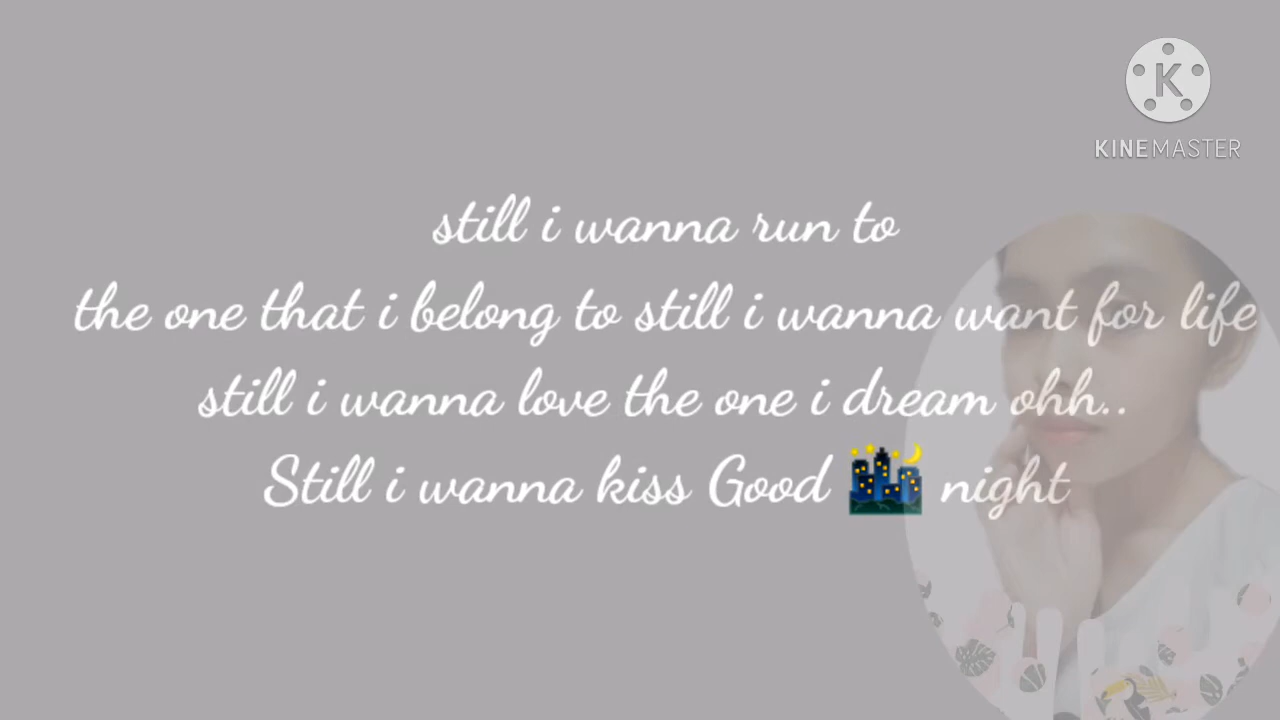 KINEMASTER
still i wanna run to
the one that i belong to still i wanna want for life
still i wanna love the one i dream ohh..
Still i wanna kiss Good 🌃 night